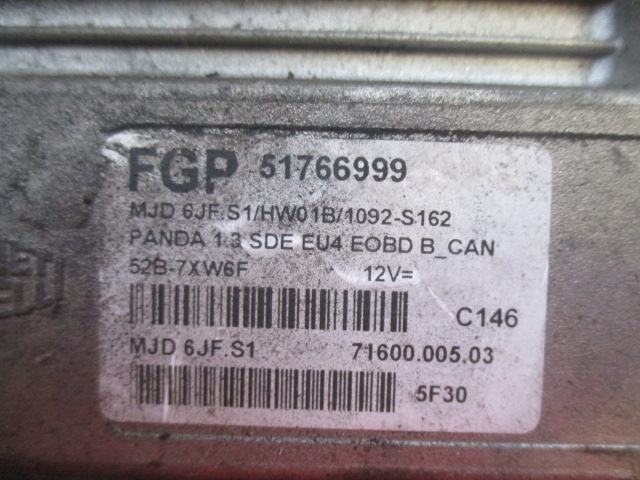 FGP 51766999
MJD 6JF.S1/HW01B/1092-S162
PANDA 1.3 SDE EU4 EOBD B_CAN
52B-7XW6F 12V=
C146
MJD 6JF.S1 71600.005.03
5F30